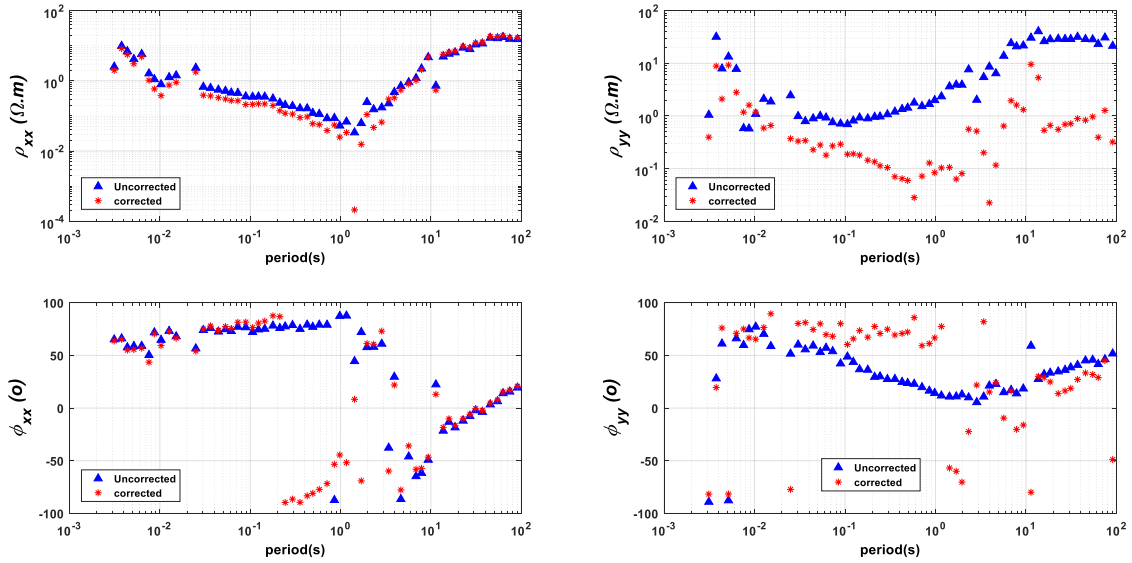 10^2
10^0
10^-2
10^-4
ρxx (Ω.m)
Uncorrected
corrected
10^-3 10^-2 10^-1 10^0 10^1 10^2
period(s)
10^2
10^1
10^0
10^-1
10^-2
ρyy (Ω.m)
Uncorrected
corrected
10^-3 10^-2 10^-1 10^0 10^1 10^2
period(s)
100
50
0
-50
-100
ϕxx (o)
Uncorrected
corrected
10^-3 10^-2 10^-1 10^0 10^1 10^2
period(s)
100
50
0
-50
-100
ϕyy (o)
Uncorrected
corrected
10^-3 10^-2 10^-1 10^0 10^1 10^2
period(s)